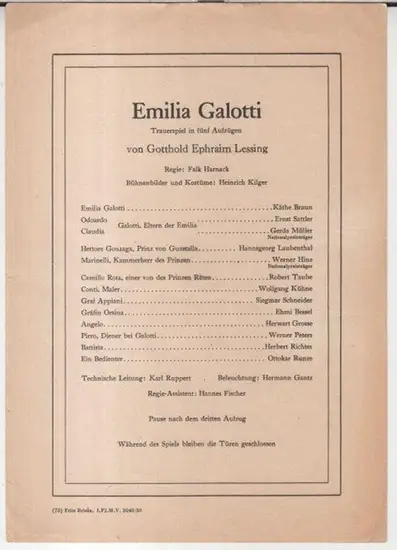 Emilia Galotti
Trauerspiel in fünf Aufzügen
von Gotthold Ephraim Lessing
Regie: Falk Harnack
Bühnenbilder und Kostüme: Heinrich Kilger
Emilia Galotti Käthe Braun
Odoardo Ernst Sattler
Galotti, Eltern der Emilia
Claudia Gerda Müller
Nationalpreisträger
Hettore Gonzaga, Prinz von Guastalla Hannsgeorg Laubenthal
Marinelli, Kammerherr des Prinzen Werner Hinz
Nationalpreisträger
Camillo Rota, einer von des Prinzen Räten Robert Taube
Conti, Maler Wolfgang Kühne
Graf Appiani Siegmar Schneider
Gräfin Orsina Ehmi Bessel
Angelo Herwart Grosse
Pirro, Diener bei Galotti Werner Peters
Battista Herbert Richter
Ein Bedienter Ottokar Runze
Technische Leitung: Karl Ruppert Beleuchtung: Hermann Gantz
Regie-Assistent: Hannes Fischer
Pause nach dem dritten Aufzug
Während des Spiels bleiben die Türen geschlossen
(73)